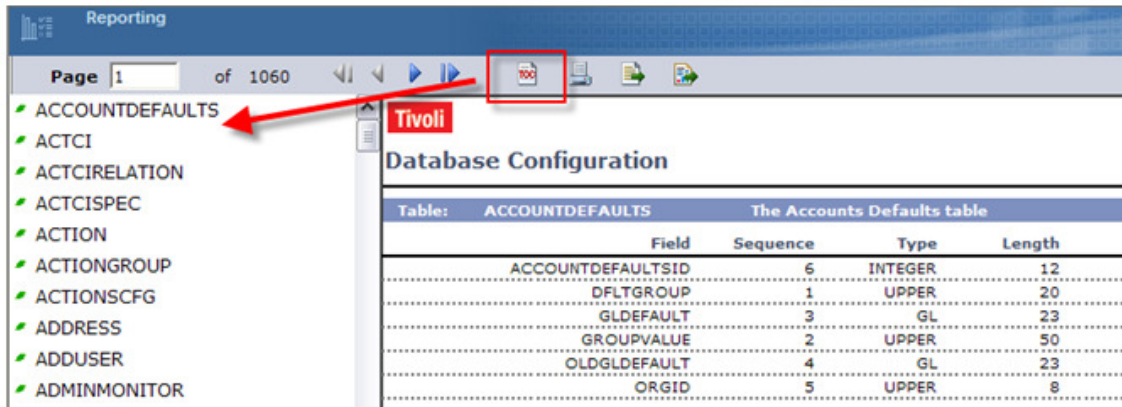 Reporting
Page 1 of 1060
TOC
ACCOUNTDEFAULTS
ACTCI
ACTCIRELATION
ACTCISPEC
ACTION
ACTIONGROUP
ACTIONSCFG
ADDRESS
ADDUSER
ADMINMONITOR
Tivoli
Database Configuration
Table: ACCOUNTDEFAULTS The Accounts Defaults table
Field Sequence Type Length
ACCOUNTDEFAULTSID 6 INTEGER 12
DFLTGROUP 1 UPPER 20
GLDEFAULT 3 GL 23
GROUPVALUE 2 UPPER 50
OLDGLDEFAULT 4 GL 23
ORGID 5 UPPER 8